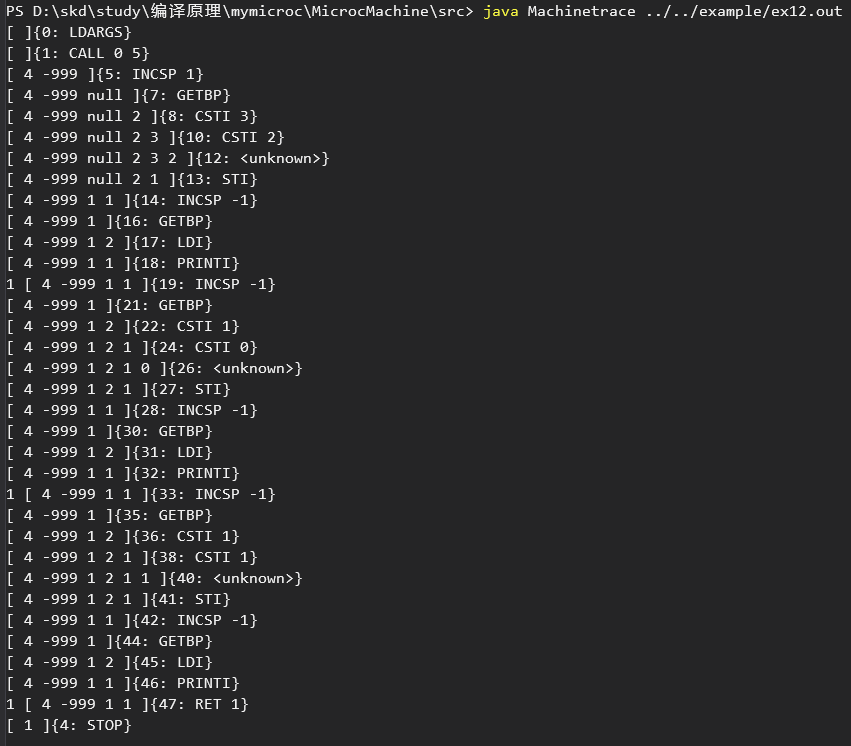 PS D:\skd\study\编译原理\mymicroc\MicrocMachine\src> java Machinetrace ../../example/ex12.out
[ ]{0: LDARGS}
[ ]{1: CALL 0 5}
[ 4 -999 ]{5: INCSP 1}
[ 4 -999 null ]{7: GETBP}
[ 4 -999 null 2 ]{8: CSTI 3}
[ 4 -999 null 2 3 ]{10: CSTI 2}
[ 4 -999 null 2 3 2 ]{12: <unknown>}
[ 4 -999 null 2 1 ]{13: STI}
[ 4 -999 1 1 ]{14: INCSP -1}
[ 4 -999 1 ]{16: GETBP}
[ 4 -999 1 2 ]{17: LDI}
[ 4 -999 1 1 ]{18: PRINTI}
1 [ 4 -999 1 1 ]{19: INCSP -1}
[ 4 -999 1 ]{21: GETBP}
[ 4 -999 1 2 ]{22: CSTI 1}
[ 4 -999 1 2 1 ]{24: CSTI 0}
[ 4 -999 1 2 1 0 ]{26: <unknown>}
[ 4 -999 1 2 1 ]{27: STI}
[ 4 -999 1 1 ]{28: INCSP -1}
[ 4 -999 1 ]{30: GETBP}
[ 4 -999 1 2 ]{31: LDI}
[ 4 -999 1 1 ]{32: PRINTI}
1 [ 4 -999 1 1 ]{33: INCSP -1}
[ 4 -999 1 ]{35: GETBP}
[ 4 -999 1 2 ]{36: CSTI 1}
[ 4 -999 1 2 1 ]{38: CSTI 1}
[ 4 -999 1 2 1 1 ]{40: <unknown>}
[ 4 -999 1 2 1 ]{41: STI}
[ 4 -999 1 1 ]{42: INCSP -1}
[ 4 -999 1 ]{44: GETBP}
[ 4 -999 1 2 ]{45: LDI}
[ 4 -999 1 1 ]{46: PRINTI}
1 [ 4 -999 1 1 ]{47: RET 1}
[ 1 ]{4: STOP}